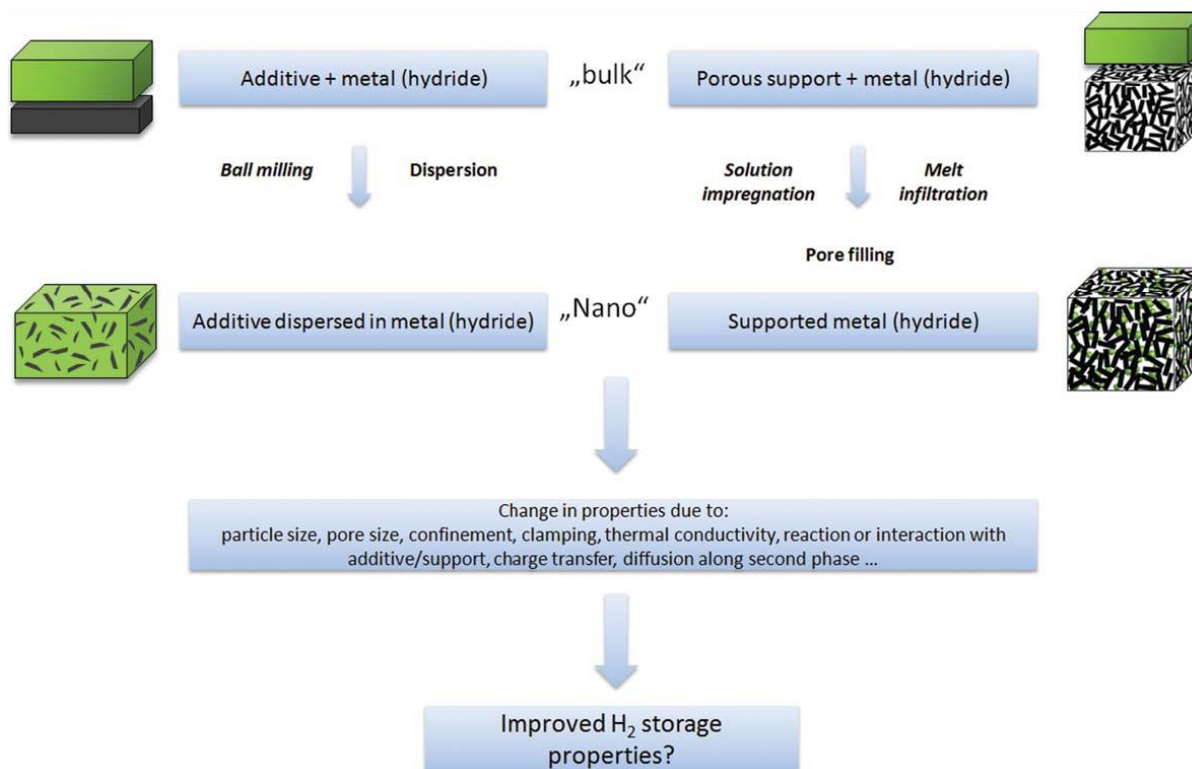 Additive + metal (hydride)
„bulk“
Porous support + metal (hydride)
Ball milling
Dispersion
Solution
impregnation
Melt
infiltration
Pore filling
Additive dispersed in metal (hydride)
„Nano“
Supported metal (hydride)
Change in properties due to:
particle size, pore size, confinement, clamping, thermal conductivity, reaction or interaction with
additive/support, charge transfer, diffusion along second phase ...
Improved H₂ storage
properties?